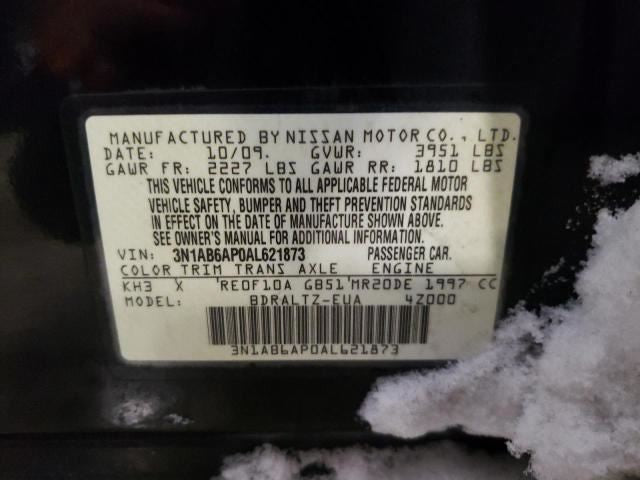 MANUFACTURED BY NISSAN MOTOR CO., LTD.
DATE: 10/09. GVWR: 3951 LBS
GAWR FR: 2227 LBS GAWR RR: 1810 LBS
THIS VEHICLE CONFORMS TO ALL APPLICABLE FEDERAL MOTOR
VEHICLE SAFETY, BUMPER AND THEFT PREVENTION STANDARDS
IN EFFECT ON THE DATE OF MANUFACTURE SHOWN ABOVE.
SEE OWNER'S MANUAL FOR ADDITIONAL INFORMATION.
VIN: 3N1AB6AP0AL621873 PASSENGER CAR.
COLOR TRIM TRANS AXLE ENGINE
KH3 X 'RE0F10A GB51'MR20DE 1997 CC
MODEL: BDRALTZ-EUA 4Z000
3N1AB6AP0AL621873